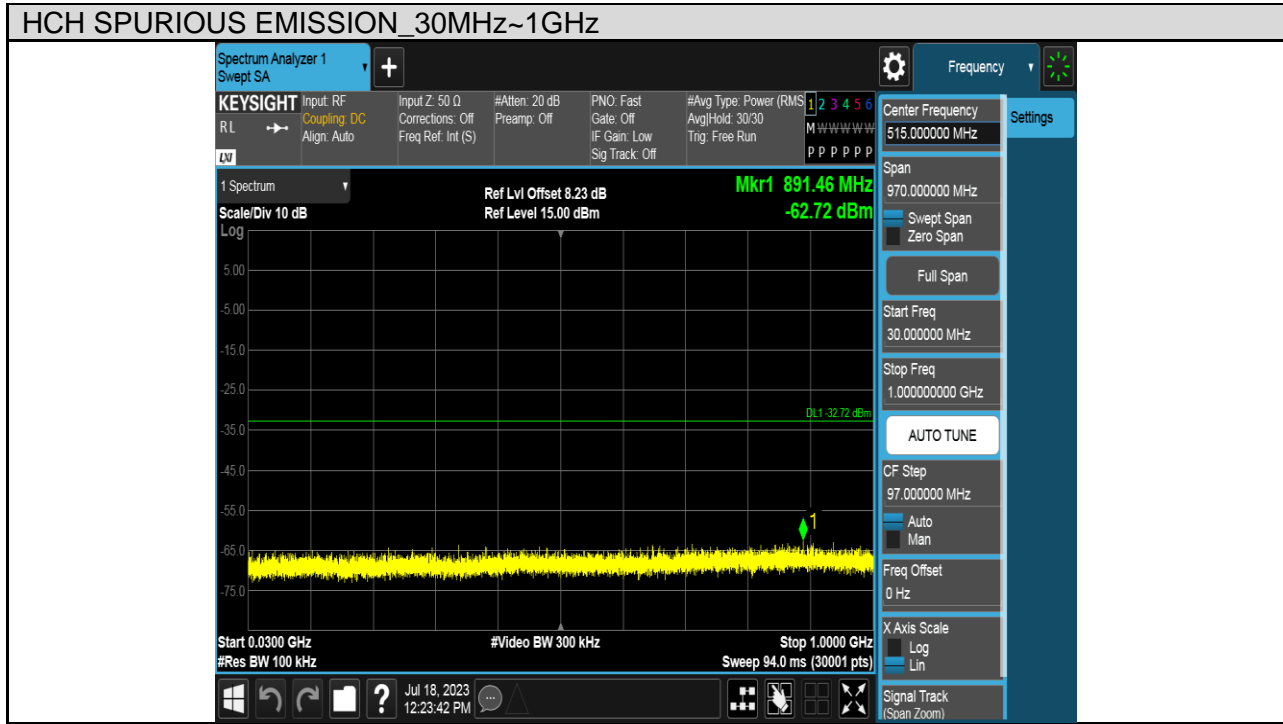 HCH SPURIOUS EMISSION_30MHz~1GHz
Spectrum Analyzer 1
Swept SA
+
Frequency
KEYSIGHT
RL
LXI
Input: RF
Coupling: DC
Align: Auto
Input Z: 50 Ω
Corrections: Off
Freq Ref: Int (S)
#Atten: 20 dB
Preamp: Off
PNO: Fast
Gate: Off
IF Gain: Low
Sig Track: Off
#Avg Type: Power (RMS
Avg|Hold: 30/30
Trig: Free Run
1 2 3 4 5 6
M W W W W W
P P P P P P
1 Spectrum
Scale/Div 10 dB
Ref Lvl Offset 8.23 dB
Ref Level 15.00 dBm
Mkr1 891.46 MHz
-62.72 dBm
Log
5.00
-5.00
-15.0
-25.0
DL1 -32.72 dBm
-35.0
-45.0
-55.0
1
-65.0
-75.0
Start 0.0300 GHz
#Video BW 300 kHz
Stop 1.0000 GHz
#Res BW 100 kHz
Sweep 94.0 ms (30001 pts)
?
Jul 18, 2023
12:23:42 PM
Center Frequency
515.000000 MHz
Settings
Span
970.000000 MHz
Swept Span
Zero Span
Full Span
Start Freq
30.000000 MHz
Stop Freq
1.000000000 GHz
AUTO TUNE
CF Step
97.000000 MHz
Auto
Man
Freq Offset
0 Hz
X Axis Scale
Log
Lin
Signal Track
(Span Zoom)